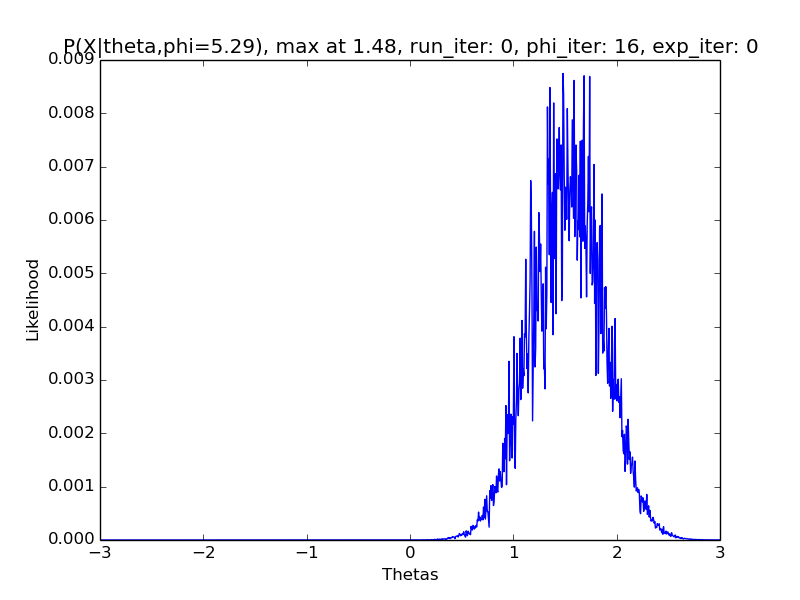 P(X|theta,phi=5.29), max at 1.48, run_iter: 0, phi_iter: 16, exp_iter: 0
0.009
0.008
0.007
0.006
0.005
0.004
0.003
0.002
0.001
0.000
Likelihood
−3 −2 −1 0 1 2 3
Thetas